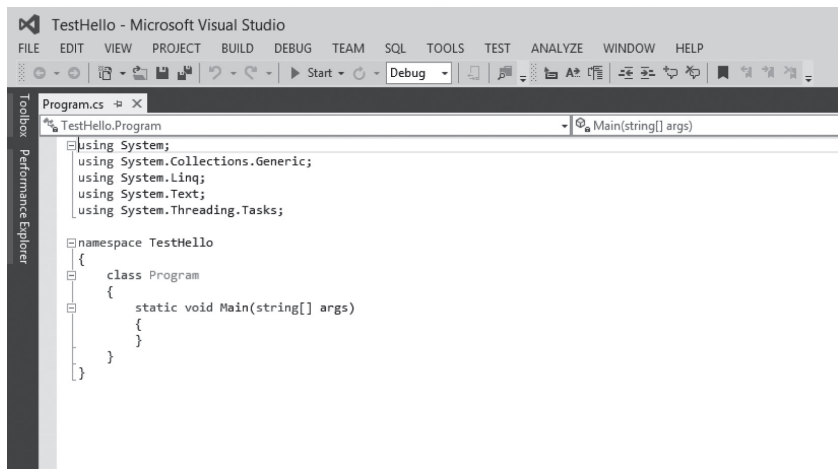 TestHello - Microsoft Visual Studio
FILE EDIT VIEW PROJECT BUILD DEBUG TEAM SQL TOOLS TEST ANALYZE WINDOW HELP
Start Debug
Toolbox
Performance Explorer
Program.cs
TestHello.Program
Main(string[] args)
using System;
using System.Collections.Generic;
using System.Linq;
using System.Text;
using System.Threading.Tasks;
namespace TestHello
{
class Program
{
static void Main(string[] args)
{
}
}
}